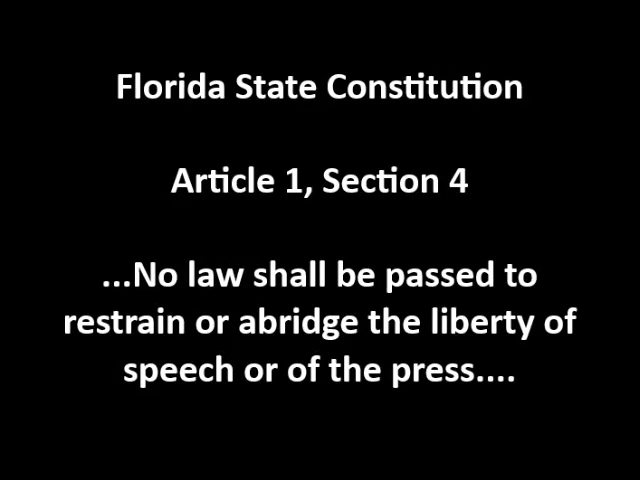 Florida State Constitution
Article 1, Section 4
...No law shall be passed to
restrain or abridge the liberty of
speech or of the press....